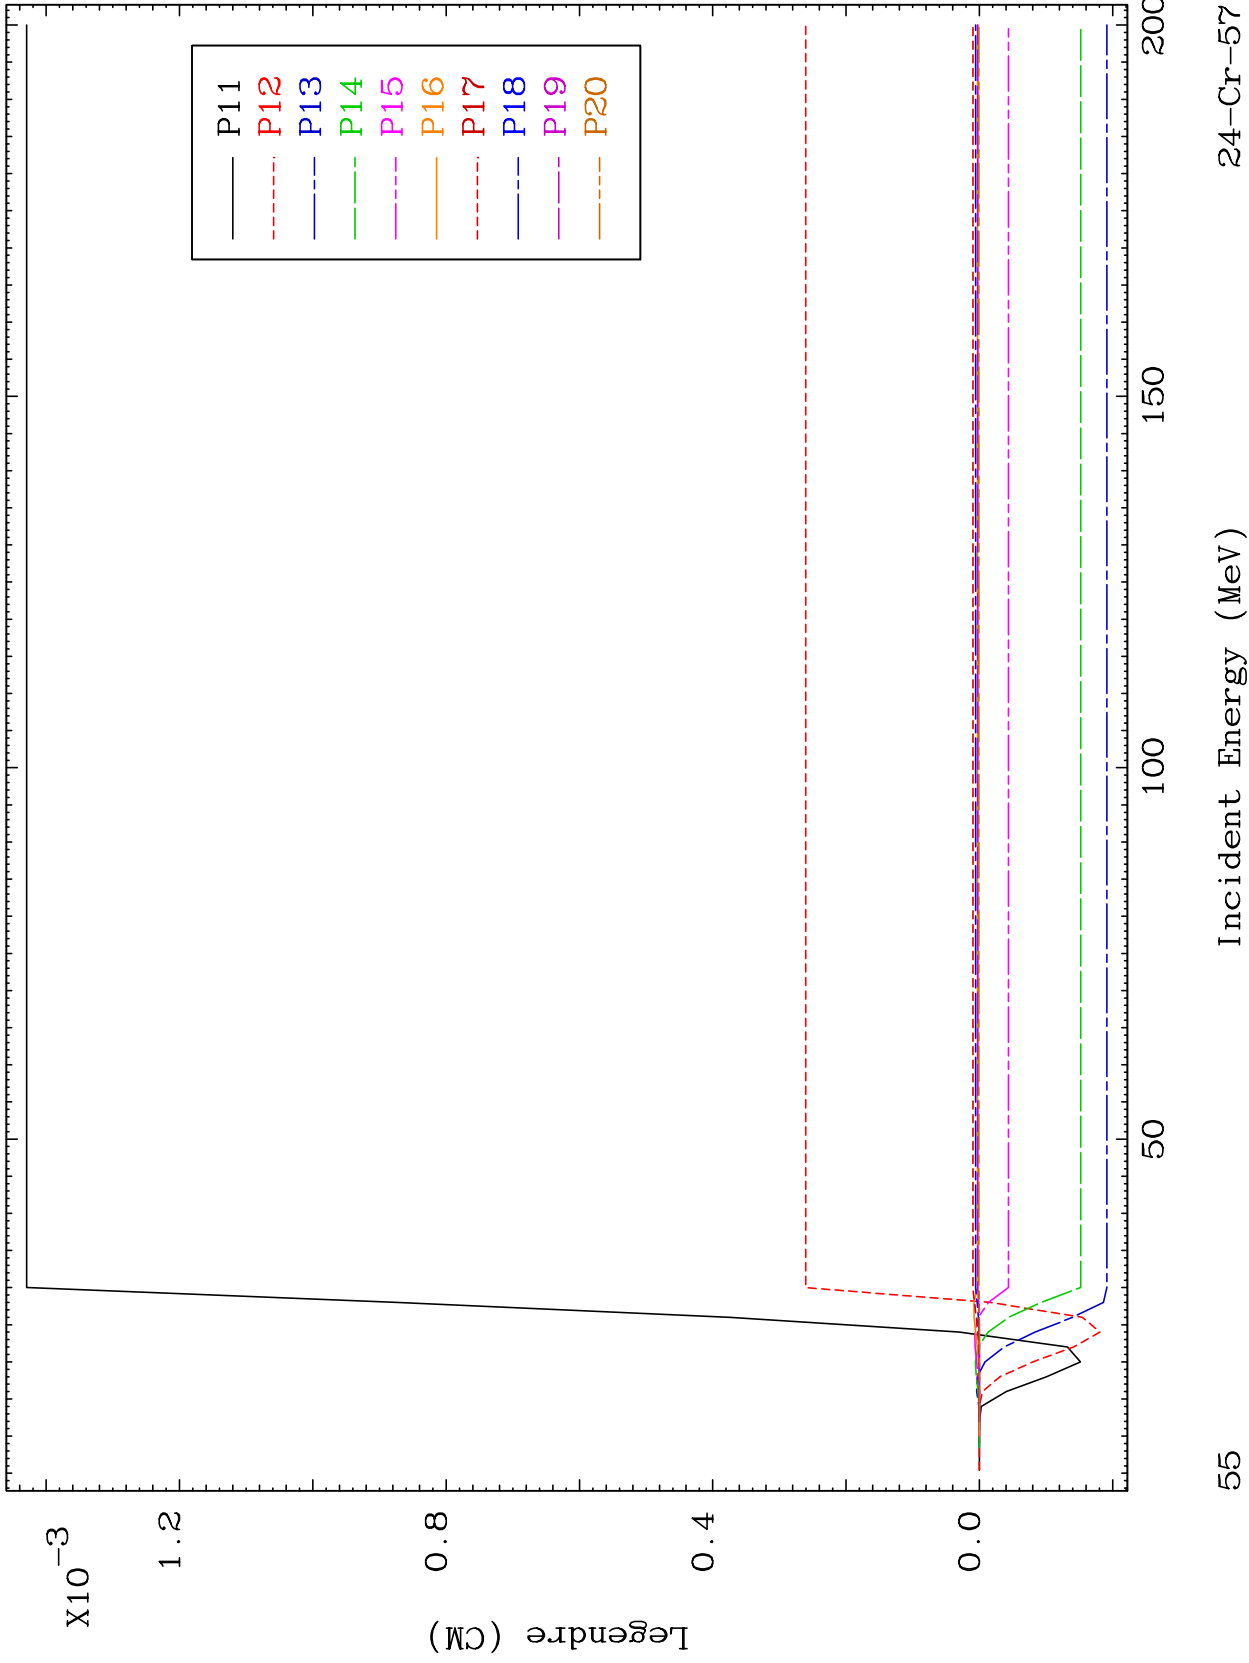 X10-3
1.2
0.8
0.4
0.0
Legendre (CM)
P11
P12
P13
P14
P15
P16
P17
P18
P19
P20
50
100
150
200
Incident Energy (MeV)
55
24-Cr-57